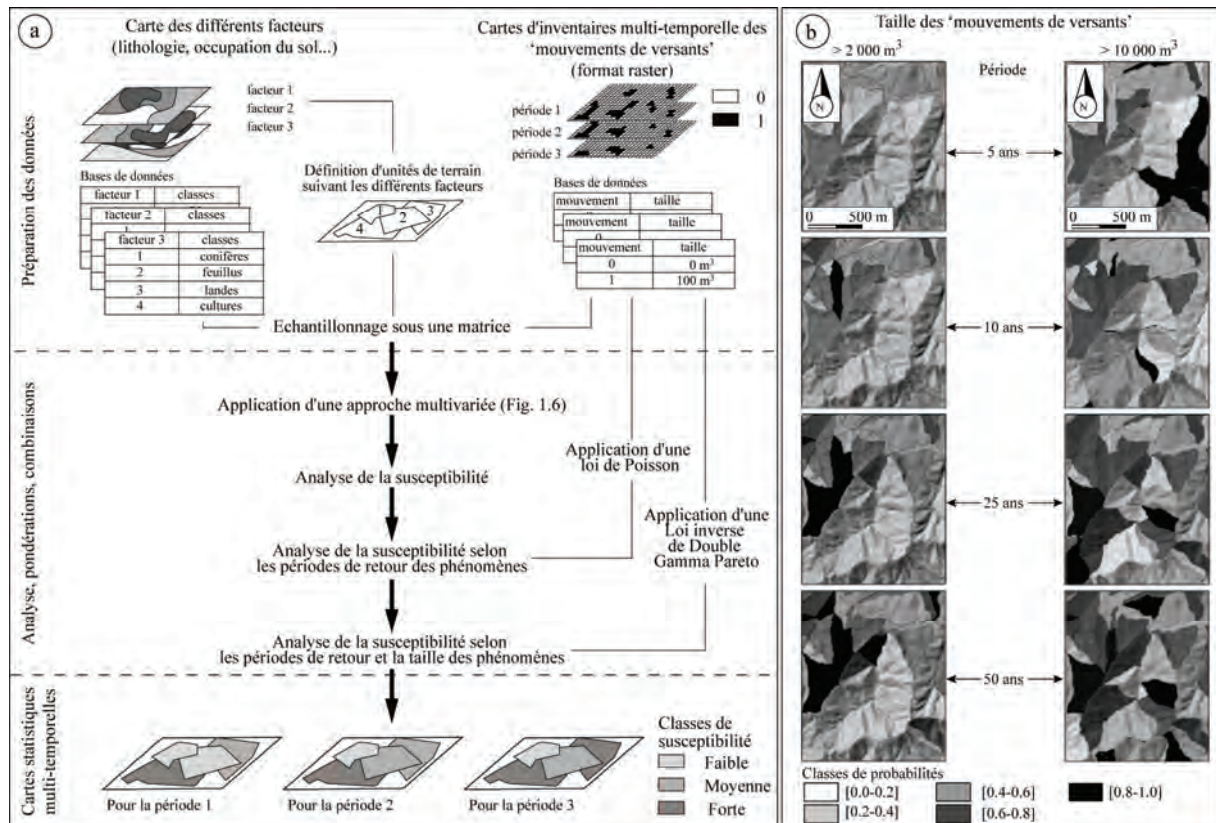 a
Carte des différents facteurs
(lithologie, occupation du sol...)
Cartes d'inventaires multi-temporelle des
‘mouvements de versants’
(format raster)
facteur 1
facteur 2
facteur 3
période 1
période 2
période 3
0
1
Préparation des données
Définition d'unités de terrain
suivant les différents facteurs
2
3
4
Bases de données
facteur 1 classes
facteur 2 classes
facteur 3 classes
1 conifères
2 feuillus
3 landes
4 cultures
Bases de données
mouvement taille
mouvement taille
mouvement taille
0 0 m³
1 100 m³
Echantillonnage sous une matrice
Analyse, pondérations, combinaisons
Application d'une approche multivariée (Fig. 1.6)
Analyse de la susceptibilité
Application d'une
loi de Poisson
Analyse de la susceptibilité selon
les périodes de retour des phénomènes
Application d'une
Loi inverse
de Double
Gamma Pareto
Analyse de la susceptibilité selon
les périodes de retour et la taille des phénomènes
Cartes statistiques
multi-temporelles
Pour la période 1
Pour la période 2
Pour la période 3
Classes de
susceptibilité
Faible
Moyenne
Forte
b
Taille des ‘mouvements de versants’
> 2 000 m³
Période
> 10 000 m³
N
N
5 ans
0 500 m
0 500 m
10 ans
25 ans
50 ans
Classes de probabilités
[0.0-0.2]
[0.2-0.4]
[0.4-0.6]
[0.6-0.8]
[0.8-1.0]